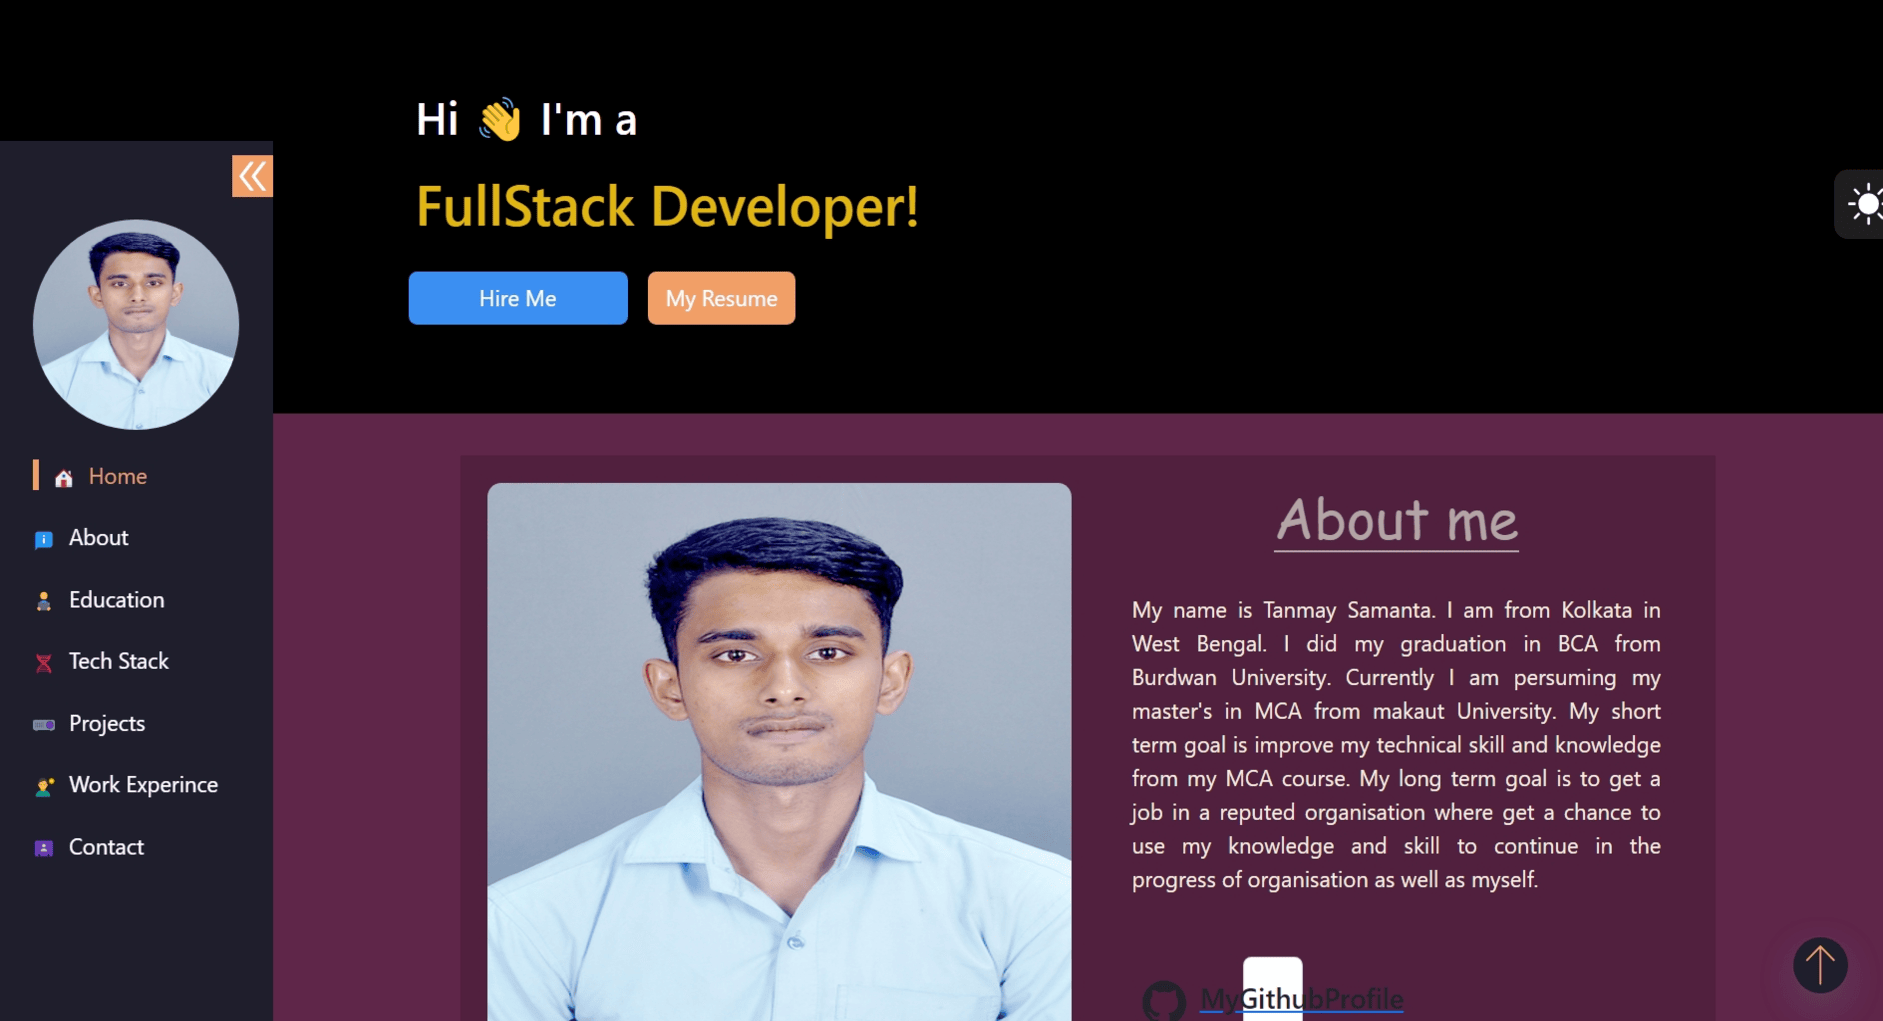 Hi 👋 I'm a
FullStack Developer!
Hire Me
My Resume
Home
About
Education
Tech Stack
Projects
Work Experince
Contact
About me
My name is Tanmay Samanta. I am from Kolkata in
West Bengal. I did my graduation in BCA from
Burdwan University. Currently I am persuming my
master's in MCA from makaut University. My short
term goal is improve my technical skill and knowledge
from my MCA course. My long term goal is to get a
job in a reputed organisation where get a chance to
use my knowledge and skill to continue in the
progress of organisation as well as myself.
MyGithubProfile